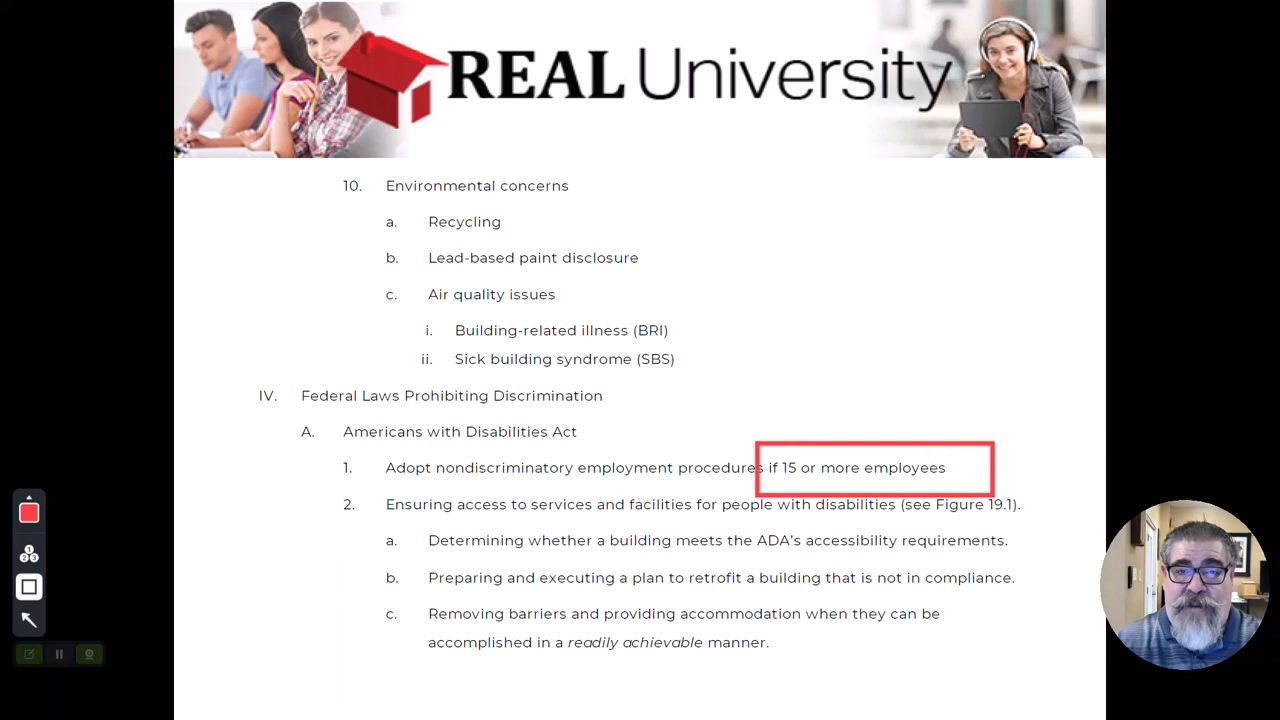 REAL University
10. Environmental concerns
a. Recycling
b. Lead-based paint disclosure
c. Air quality issues
i. Building-related illness (BRI)
ii. Sick building syndrome (SBS)
IV. Federal Laws Prohibiting Discrimination
A. Americans with Disabilities Act
1. Adopt nondiscriminatory employment procedures if 15 or more employees
2. Ensuring access to services and facilities for people with disabilities (see Figure 19.1).
a. Determining whether a building meets the ADA's accessibility requirements.
b. Preparing and executing a plan to retrofit a building that is not in compliance.
c. Removing barriers and providing accommodation when they can be
accomplished in a readily achievable manner.